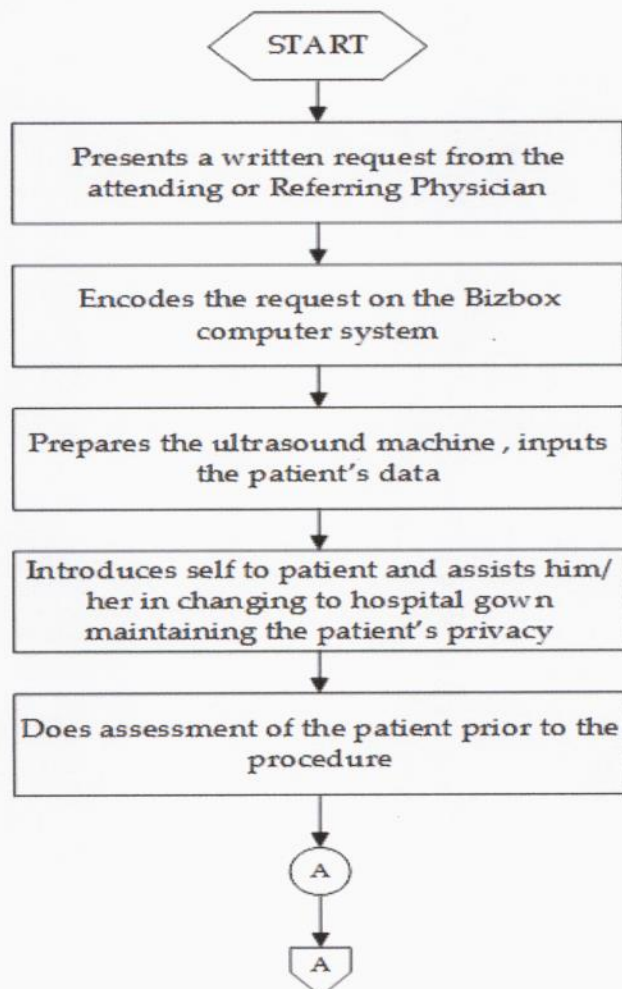 START
Presents a written request from the
attending or Referring Physician
Encodes the request on the Bizbox
computer system
Prepares the ultrasound machine , inputs
the patient's data
Introduces self to patient and assists him/
her in changing to hospital gown
maintaining the patient's privacy
Does assessment of the patient prior to the
procedure
A
A